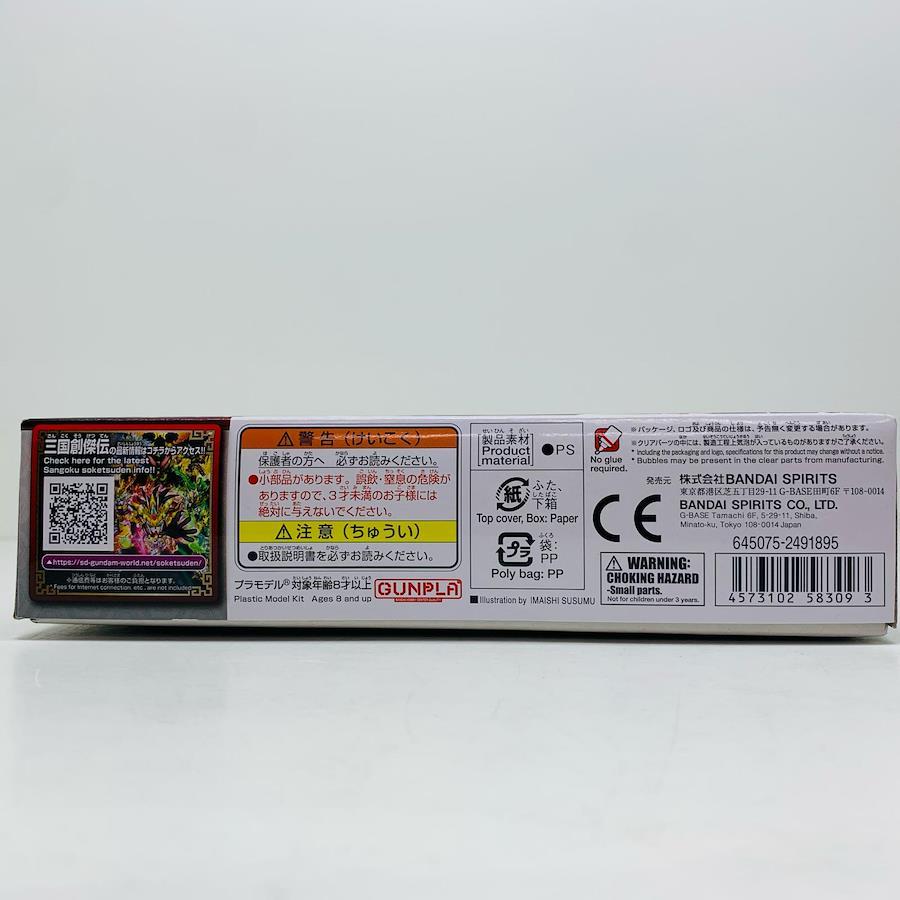 三国創傑伝の最新情報はコチラからアクセス!!
Check here for the latest
Sangoku soketsuden info!!
▲https://sd-gundam-world.net/soketsuden/
※通信費等はお客様のご負担となります。
*Fees for Internet connection, etc. are not included.
⚠警告(けいこく)
保護者の方へ 必ずお読みください。
●小部品があります。誤飲・窒息の危険が
ありますので、3才未満のお子様には
絶対に与えないでください。
⚠注意(ちゅうい)
●取扱説明書を必ずお読みください。
プラモデル®対象年齢8才以上
Plastic Model Kit Ages 8 and up
GUNPLA
製品素材
Product
material
●PS
紙
ふた、
下箱
Top cover, Box: Paper
プラ
袋:
PP
Poly bag: PP
■Illustration by IMAISHI SUSUMU
No glue
required.
※パッケージ、ロゴ及び商品の仕様は、予告無く変更する場合があります。
※クリアパーツの中には、製造工程上気泡が入っているものがありますがご了承ください。
* Including the packaging and logo, specifications for this product may change without notice.
* Bubbles may be present in the clear parts from manufacturing.
CE
発売元 株式会社BANDAI SPIRITS
東京都港区芝五丁目29-11 G-BASE田町6F 〒108-0014
BANDAI SPIRITS CO., LTD.
G-BASE Tamachi 6F, 5-29-11, Shiba,
Minato-ku, Tokyo 108-0014 Japan
⚠WARNING:
CHOKING HAZARD
-Small parts.
Not for children under 3 years.
645075-2491895
4573102 58309 3